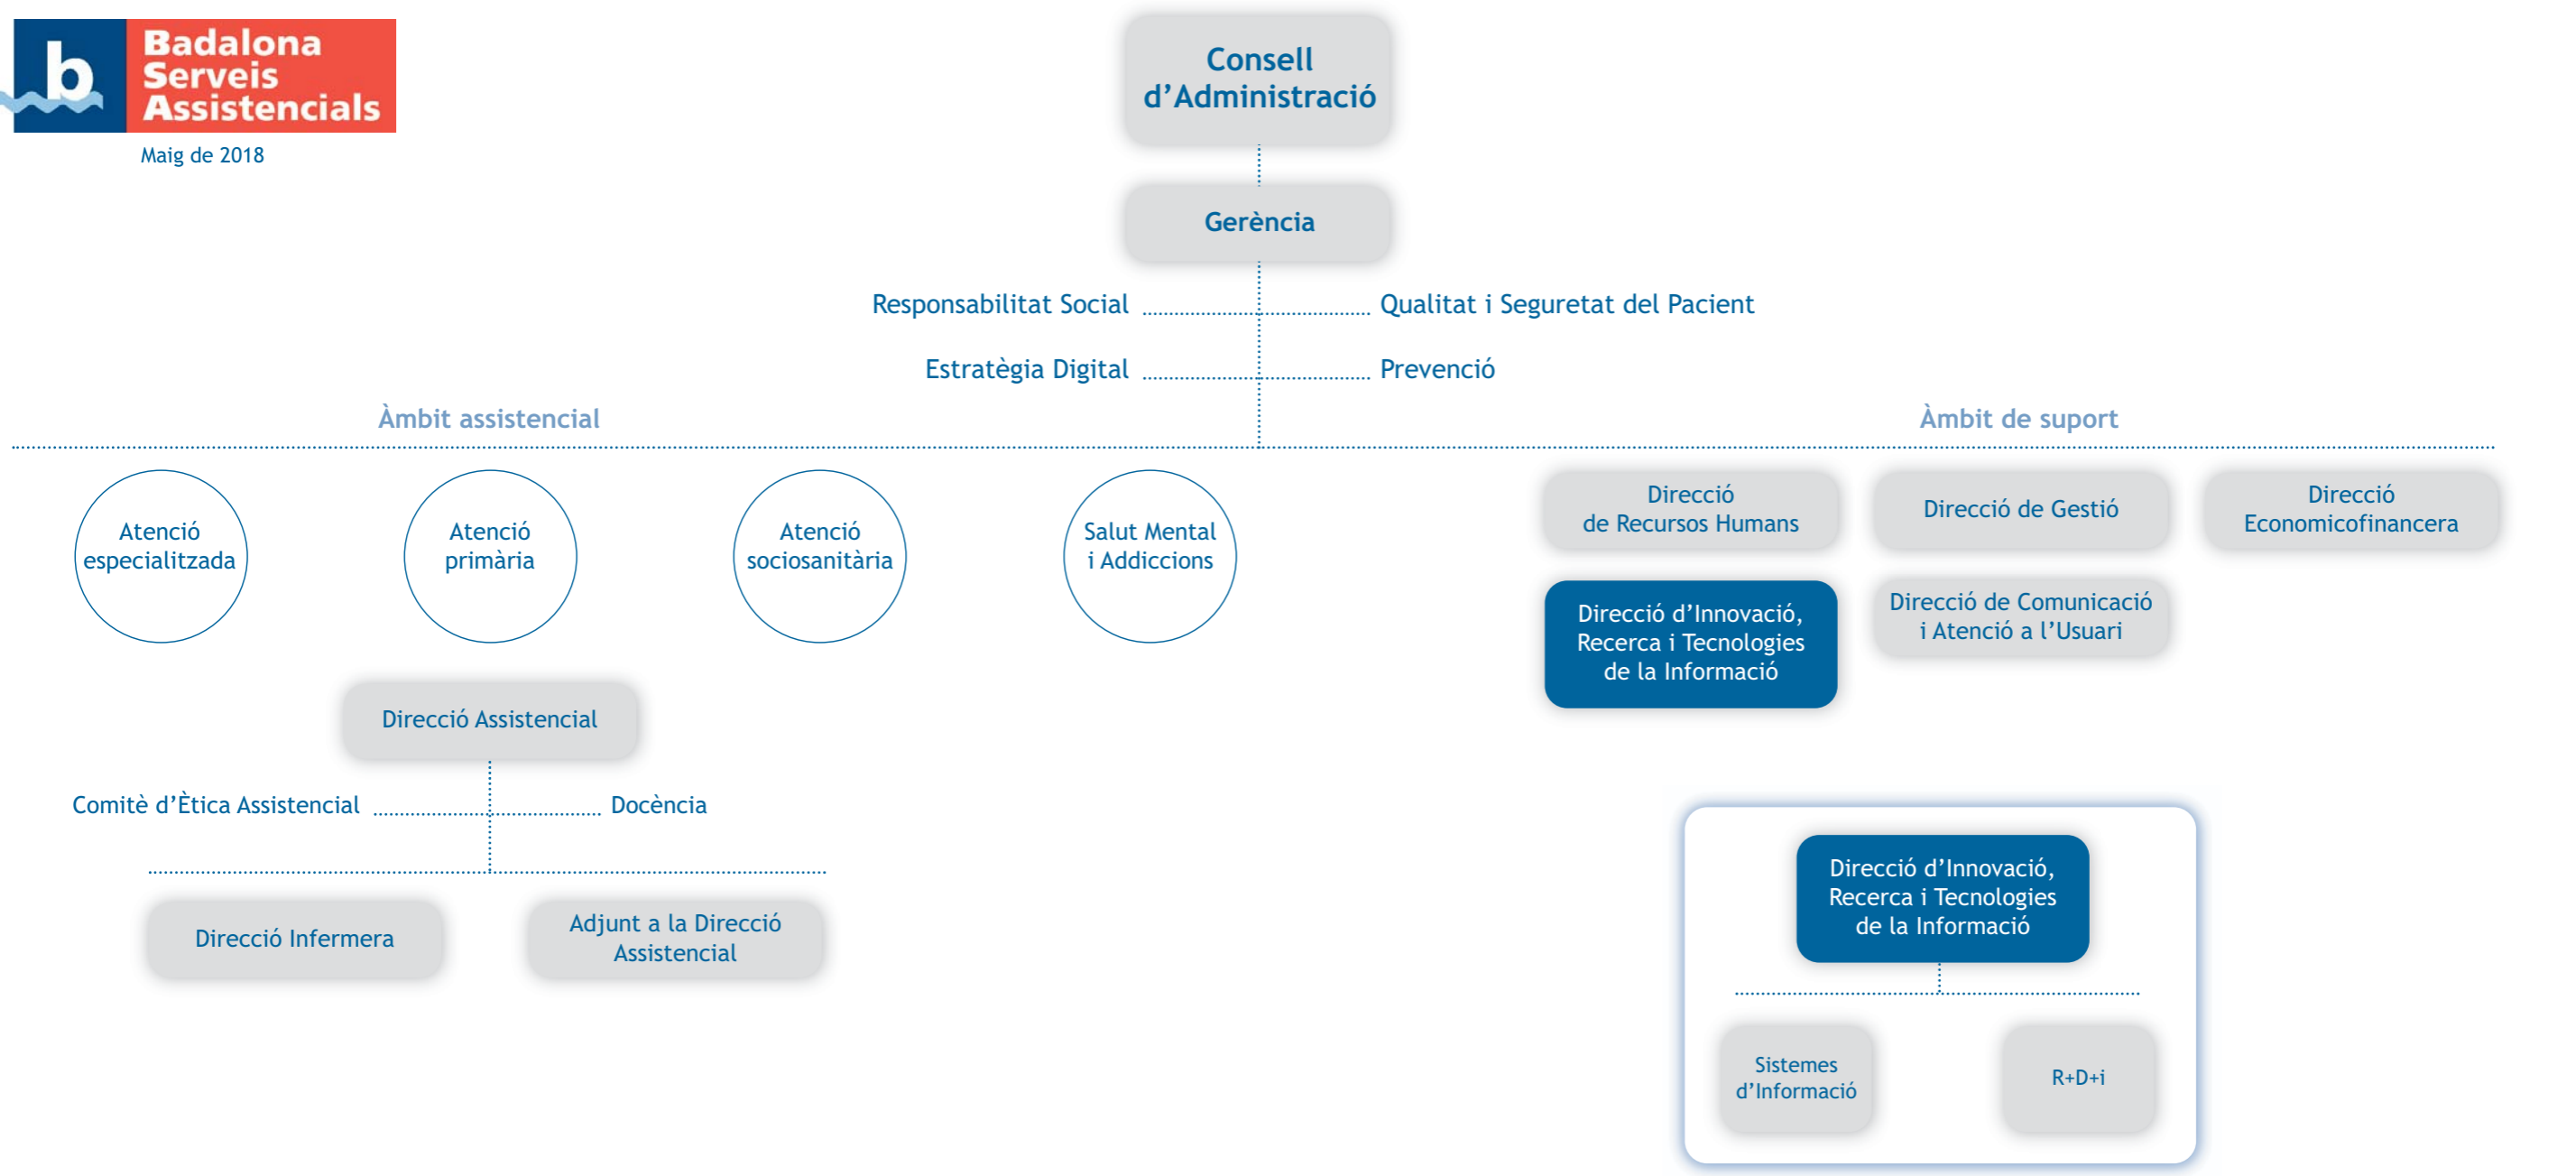 b
Badalona
Serveis
Assistencials
Maig de 2018
Consell
d’Administració
Gerència
Responsabilitat Social
Qualitat i Seguretat del Pacient
Estratègia Digital
Prevenció
Àmbit assistencial
Àmbit de suport
Atenció
especialitzada
Atenció
primària
Atenció
sociosanitària
Salut Mental
i Addiccions
Direcció
de Recursos Humans
Direcció de Gestió
Direcció
Economicofinancera
Direcció d’Innovació,
Recerca i Tecnologies
de la Informació
Direcció de Comunicació
i Atenció a l’Usuari
Direcció Assistencial
Comitè d’Ètica Assistencial
Docència
Direcció Infermera
Adjunt a la Direcció
Assistencial
Direcció d’Innovació,
Recerca i Tecnologies
de la Informació
Sistemes
d’Informació
R+D+i